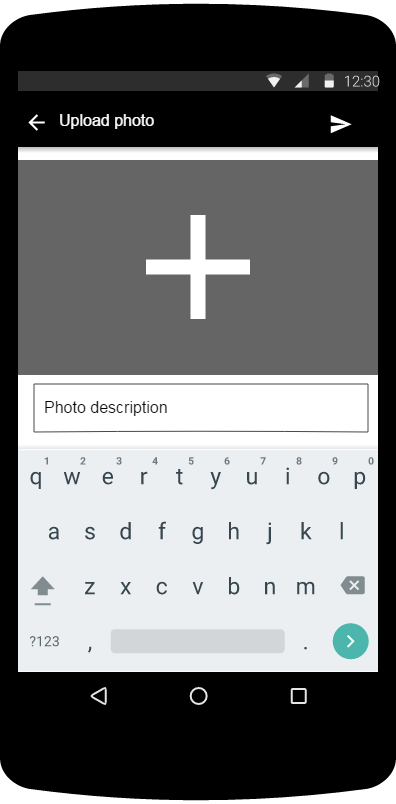 12:30
Upload photo
Photo description
1 2 3 4 5 6 7 8 9 0
q w e r t y u i o p
a s d f g h j k l
z x c v b n m
?123 , .